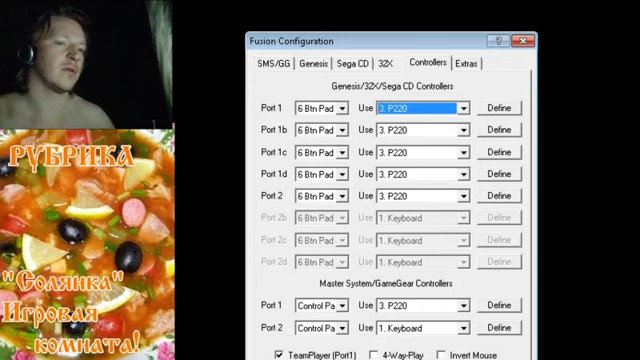 Fusion Configuration
SMS/GG Genesis Sega CD 32X Controllers Extras
Genesis/32X/Sega CD Controllers
Port 1 6 Btn Pad Use 3. P220 Define
Port 1b 6 Btn Pad Use 3. P220 Define
Port 1c 6 Btn Pad Use 3. P220 Define
Port 1d 6 Btn Pad Use 3. P220 Define
Port 2 6 Btn Pad Use 3. P220 Define
Port 2b 6 Btn Pad Use 1. Keyboard Define
Port 2c 6 Btn Pad Use 1. Keyboard Define
Port 2d 6 Btn Pad Use 1. Keyboard Define
Master System/GameGear Controllers
Port 1 Control Pa Use 3. P220 Define
Port 2 Control Pa Use 1. Keyboard Define
TeamPlayer (Port1) 4-Way-Play Invert Mouse
РУБРИКА
"Солянка"
Игровая
комната!